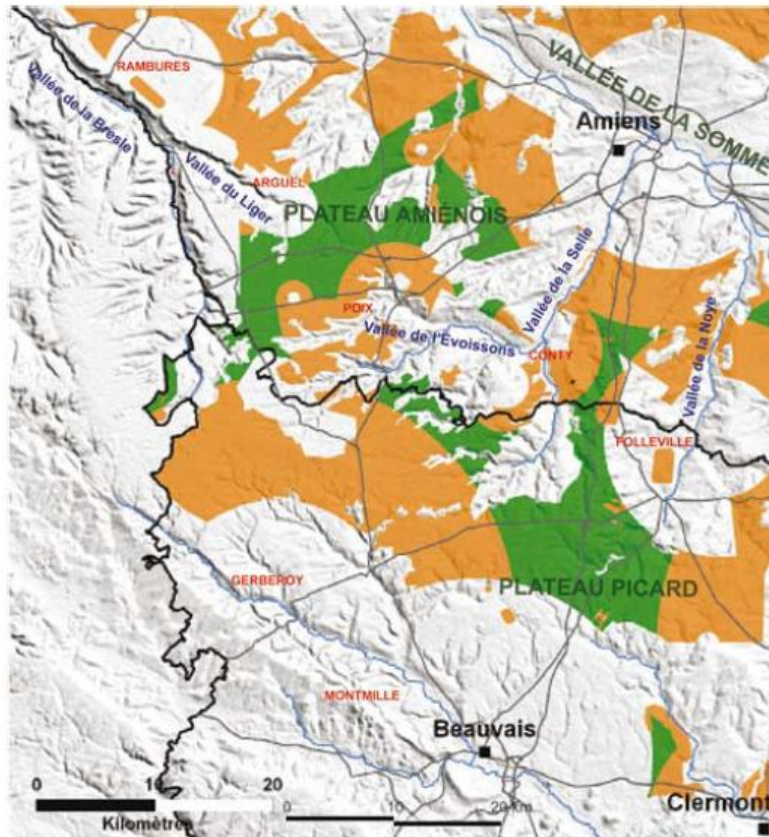 RAMBURES
Vallée de la Bresle
VALLÉE DE LA SOMME
Amiens
Vallée du Liger
ARGUEL
PLATEAU AMIÉNOIS
Vallée de la Selle
POIX
Vallée de l'Évoissons
CONTY
Vallée de la Noye
FOLLEVILLE
GERBEROY
PLATEAU PICARD
MONTMILLE
Beauvais
0 10 20
Kilomètres
0 10 20 km
Clermont